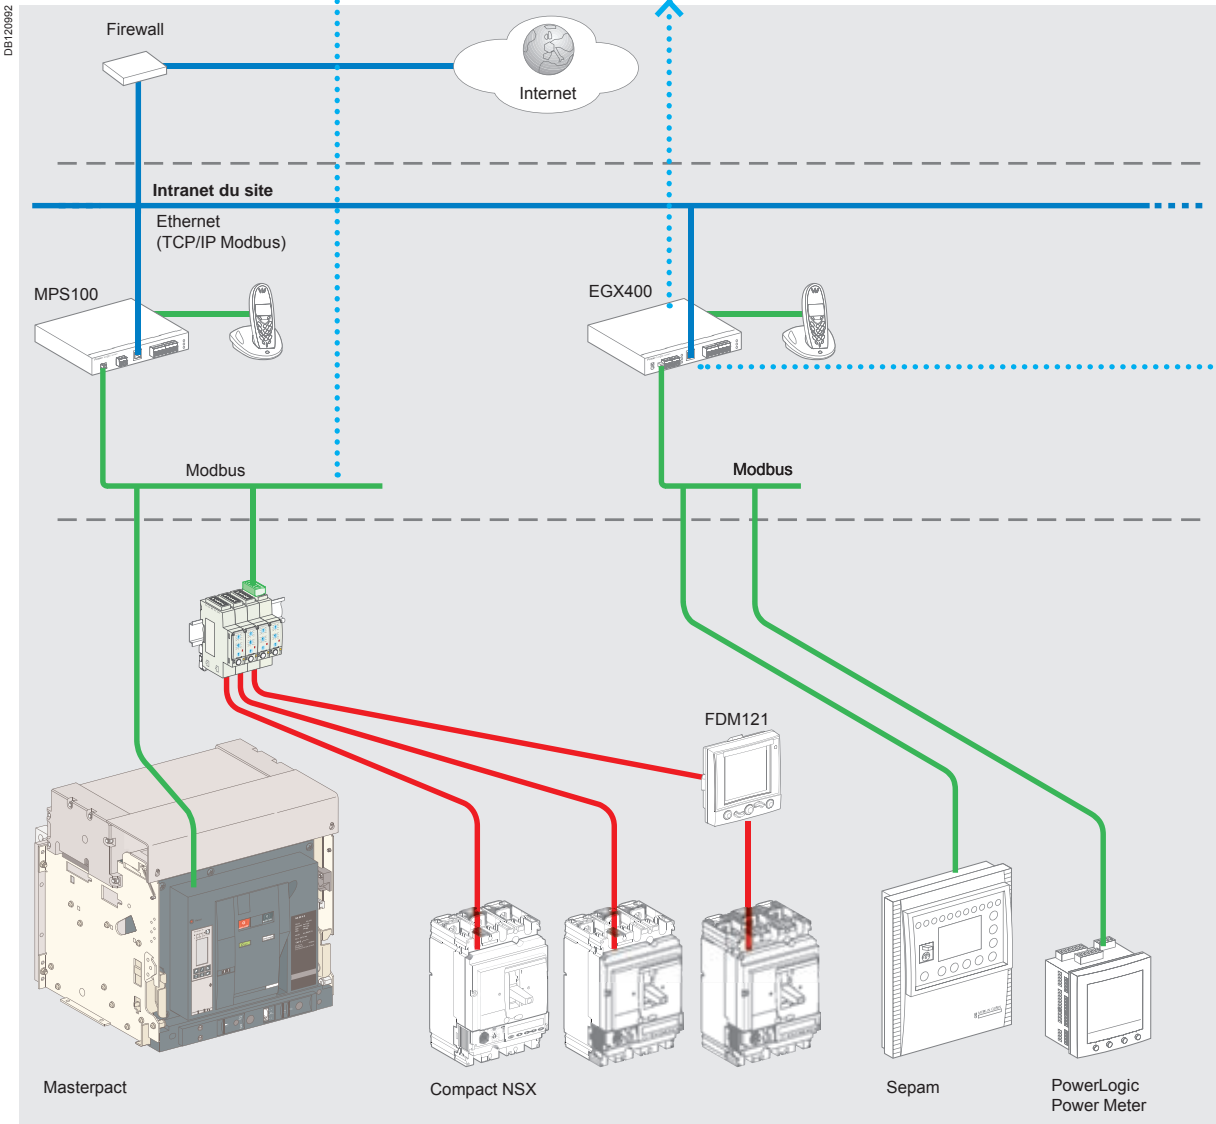 DB120992
Firewall
Internet
Intranet du site
Ethernet
(TCP/IP Modbus)
MPS100
EGX400
Modbus
Modbus
FDM121
Masterpact
Compact NSX
Sepam
PowerLogic
Power Meter